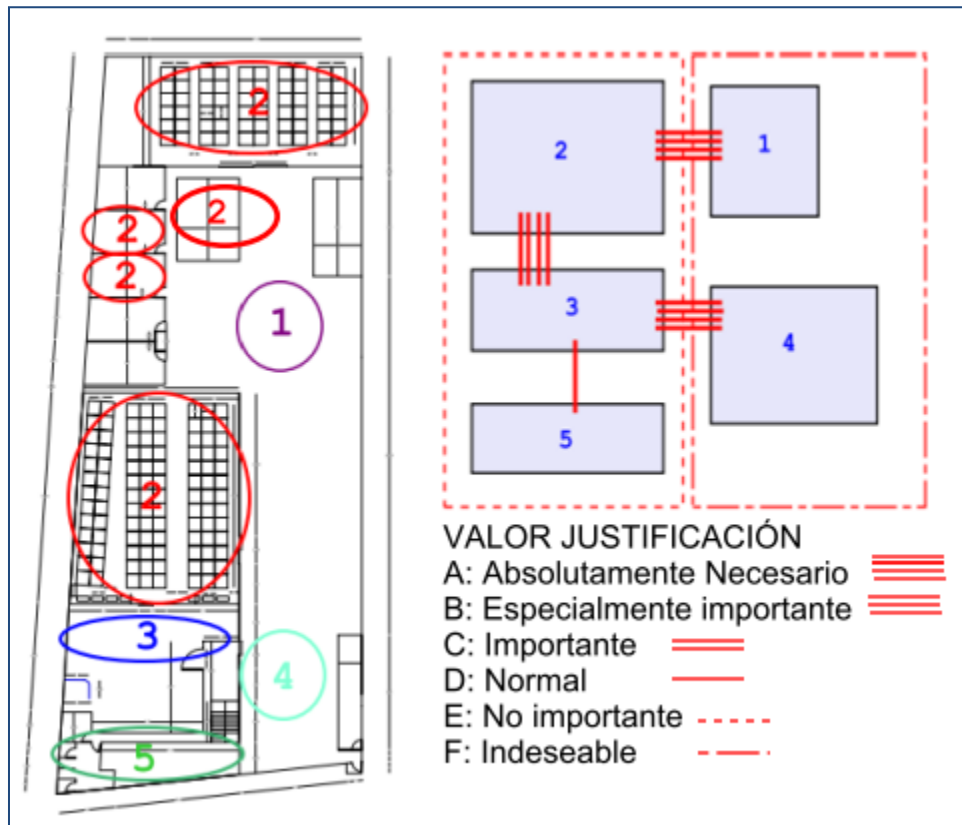 2
2
2
2
1
2
3
4
5
2
1
3
4
5
VALOR JUSTIFICACIÓN
A: Absolutamente Necesario
B: Especialmente importante
C: Importante
D: Normal
E: No importante
F: Indeseable